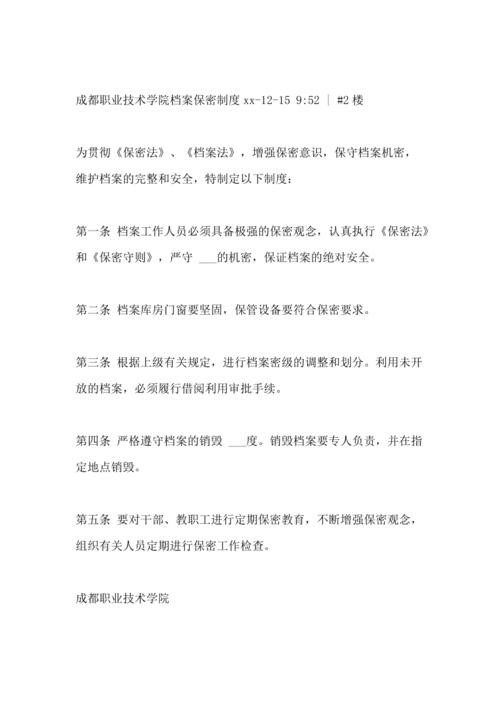 成都职业技术学院档案保密制度 xx-12-15 9:52 | #2楼
为贯彻《保密法》、《档案法》，增强保密意识，保守档案机密，
维护档案的完整和安全，特制定以下制度：
第一条 档案工作人员必须具备极强的保密观念，认真执行《保密法》
和《保密守则》，严守 ___的机密，保证档案的绝对安全。
第二条 档案库房门窗要坚固，保管设备要符合保密要求。
第三条 根据上级有关规定，进行档案密级的调整和划分。利用未开
放的档案，必须履行借阅利用审批手续。
第四条 严格遵守档案的销毁 ___度。销毁档案要专人负责，并在指
定地点销毁。
第五条 要对干部、教职工进行定期保密教育，不断增强保密观念，
组织有关人员定期进行保密工作检查。
成都职业技术学院